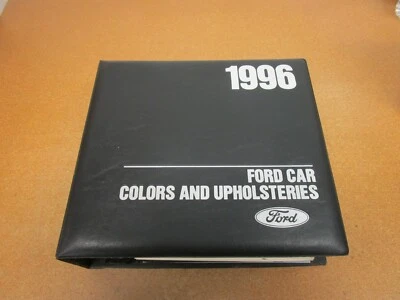 1996
FORD CAR
COLORS AND UPHOLSTERIES
Ford